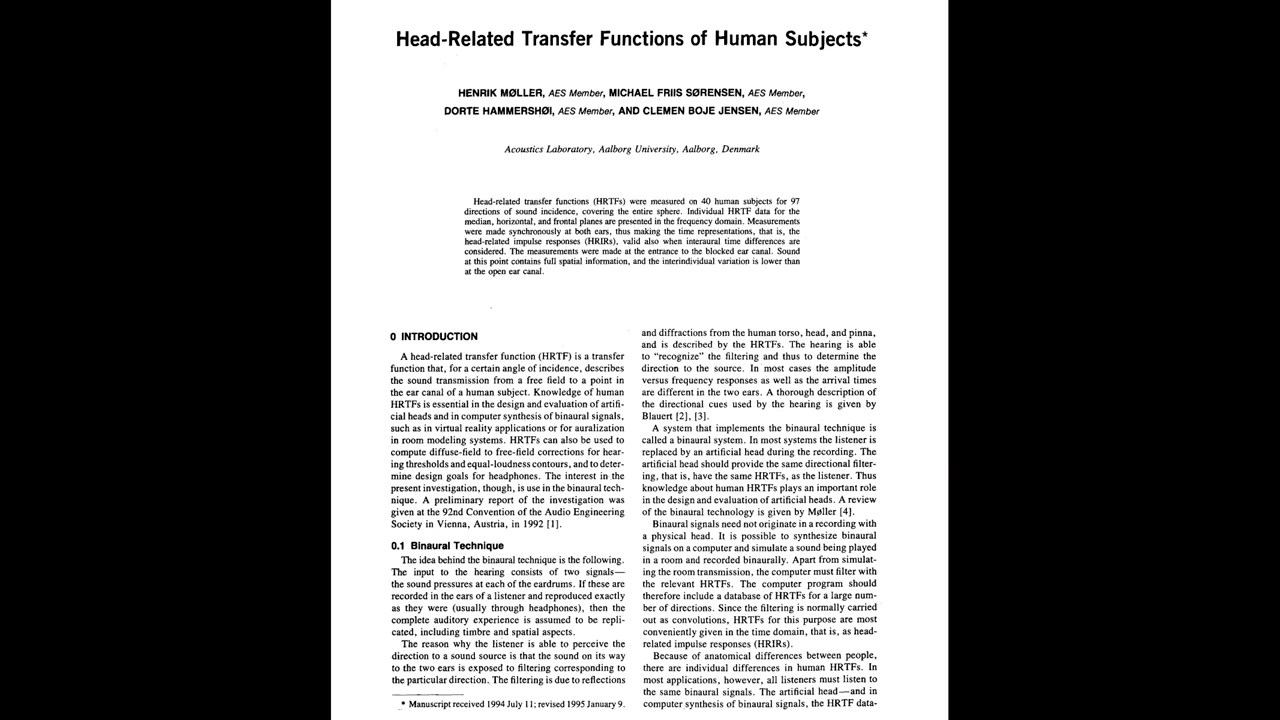 Head-Related Transfer Functions of Human Subjects*
HENRIK MØLLER, AES Member, MICHAEL FRIIS SØRENSEN, AES Member,
DORTE HAMMERSHØI, AES Member, AND CLEMEN BOJE JENSEN, AES Member
Acoustics Laboratory, Aalborg University, Aalborg, Denmark
Head-related transfer functions (HRTFs) were measured on 40 human subjects for 97
directions of sound incidence, covering the entire sphere. Individual HRTF data for the
median, horizontal, and frontal planes are presented in the frequency domain. Measurements
were made synchronously at both ears, thus making the time representations, that is, the
head-related impulse responses (HRIRs), valid also when interaural time differences are
considered. The measurements were made at the entrance to the blocked ear canal. Sound
at this point contains full spatial information, and the interindividual variation is lower than
at the open ear canal.
0 INTRODUCTION
A head-related transfer function (HRTF) is a transfer
function that, for a certain angle of incidence, describes
the sound transmission from a free field to a point in
the ear canal of a human subject. Knowledge of human
HRTFs is essential in the design and evaluation of artifi-
cial heads and in computer synthesis of binaural signals,
such as in virtual reality applications or for auralization
in room modeling systems. HRTFs can also be used to
compute diffuse-field to free-field corrections for hear-
ing thresholds and equal-loudness contours, and to deter-
mine design goals for headphones. The interest in the
present investigation, though, is use in the binaural tech-
nique. A preliminary report of the investigation was
given at the 92nd Convention of the Audio Engineering
Society in Vienna, Austria, in 1992 [1].
0.1 Binaural Technique
The idea behind the binaural technique is the following.
The input to the hearing consists of two signals—
the sound pressures at each of the eardrums. If these are
recorded in the ears of a listener and reproduced exactly
as they were (usually through headphones), then the
complete auditory experience is assumed to be repli-
cated, including timbre and spatial aspects.
The reason why the listener is able to perceive the
direction to a sound source is that the sound on its way
to the two ears is exposed to filtering corresponding to
the particular direction. The filtering is due to reflections
* Manuscript received 1994 July 11; revised 1995 January 9.
and diffractions from the human torso, head, and pinna,
and is described by the HRTFs. The hearing is able
to “recognize” the filtering and thus to determine the
direction to the source. In most cases the amplitude
versus frequency responses as well as the arrival times
are different in the two ears. A thorough description of
the directional cues used by the hearing is given by
Blauert [2], [3].
A system that implements the binaural technique is
called a binaural system. In most systems the listener is
replaced by an artificial head during the recording. The
artificial head should provide the same directional filter-
ing, that is, have the same HRTFs, as the listener. Thus
knowledge about human HRTFs plays an important role
in the design and evaluation of artificial heads. A review
of the binaural technology is given by Møller [4].
Binaural signals need not originate in a recording with
a physical head. It is possible to synthesize binaural
signals on a computer and simulate a sound being played
in a room and recorded binaurally. Apart from simulat-
ing the room transmission, the computer must filter with
the relevant HRTFs. The computer program should
therefore include a database of HRTFs for a large num-
ber of directions. Since the filtering is normally carried
out as convolutions, HRTFs for this purpose are most
conveniently given in the time domain, that is, as head-
related impulse responses (HRIRs).
Because of anatomical differences between people,
there are individual differences in human HRTFs. In
most applications, however, all listeners must listen to
the same binaural signals. The artificial head—and in
computer synthesis of binaural signals, the HRTF data-